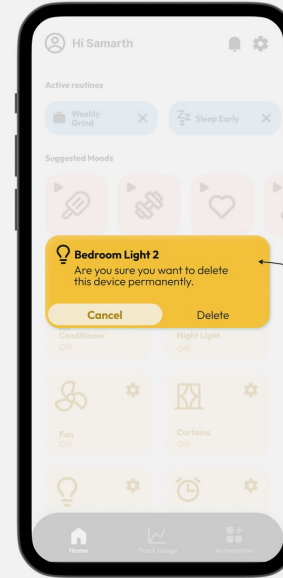 Hi Samarth
Active routines
Weekly
Grind
Sleep Early
Suggested Moods
Bedroom Light 2
Are you sure you want to delete
this device permanently.
Cancel
Delete
Conditioner
Off
Night Light
Off
Fan
Off
Curtains
Off
Home
Track Usage
Automation